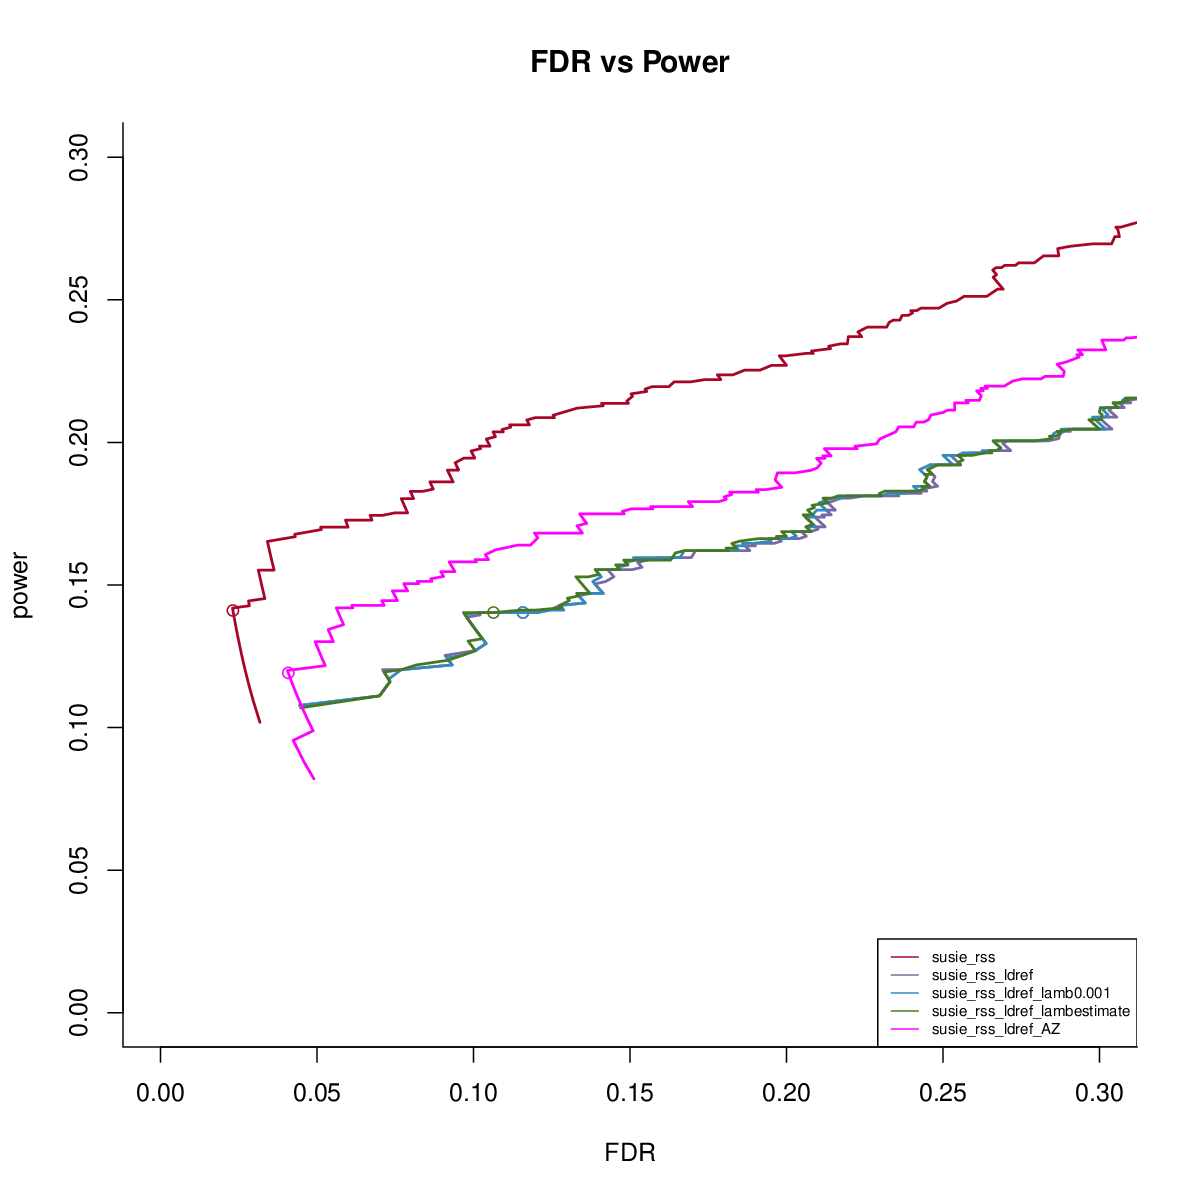 FDR vs Power
0.30
0.25
0.20
0.15
0.10
0.05
0.00
power
0.00 0.05 0.10 0.15 0.20 0.25 0.30
FDR
susie_rss
susie_rss_ldref
susie_rss_ldref_lamb0.001
susie_rss_ldref_lambestimate
susie_rss_ldref_AZ